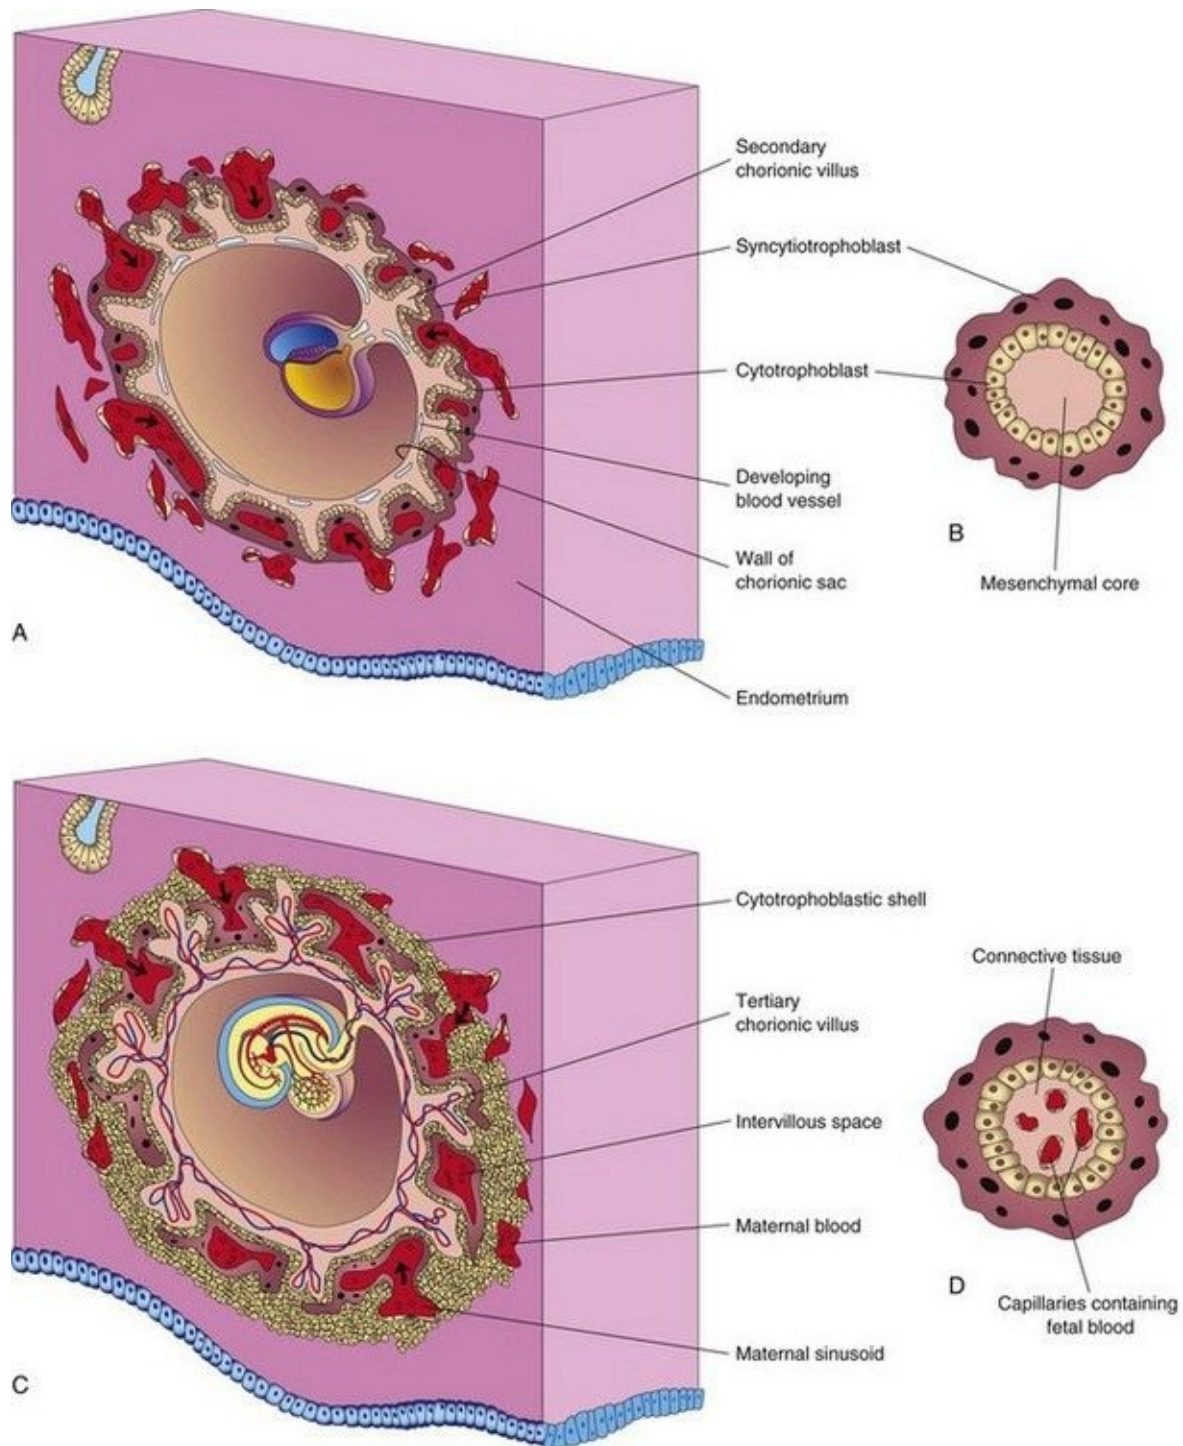 Secondary
chorionic villus
Syncytiotrophoblast
Cytotrophoblast
Developing
blood vessel
Wall of
chorionic sac
Endometrium
A
B
Mesenchymal core
Cytotrophoblastic shell
Tertiary
chorionic villus
Intervillous space
Maternal blood
Maternal sinusoid
C
Connective tissue
D
Capillaries containing
fetal blood